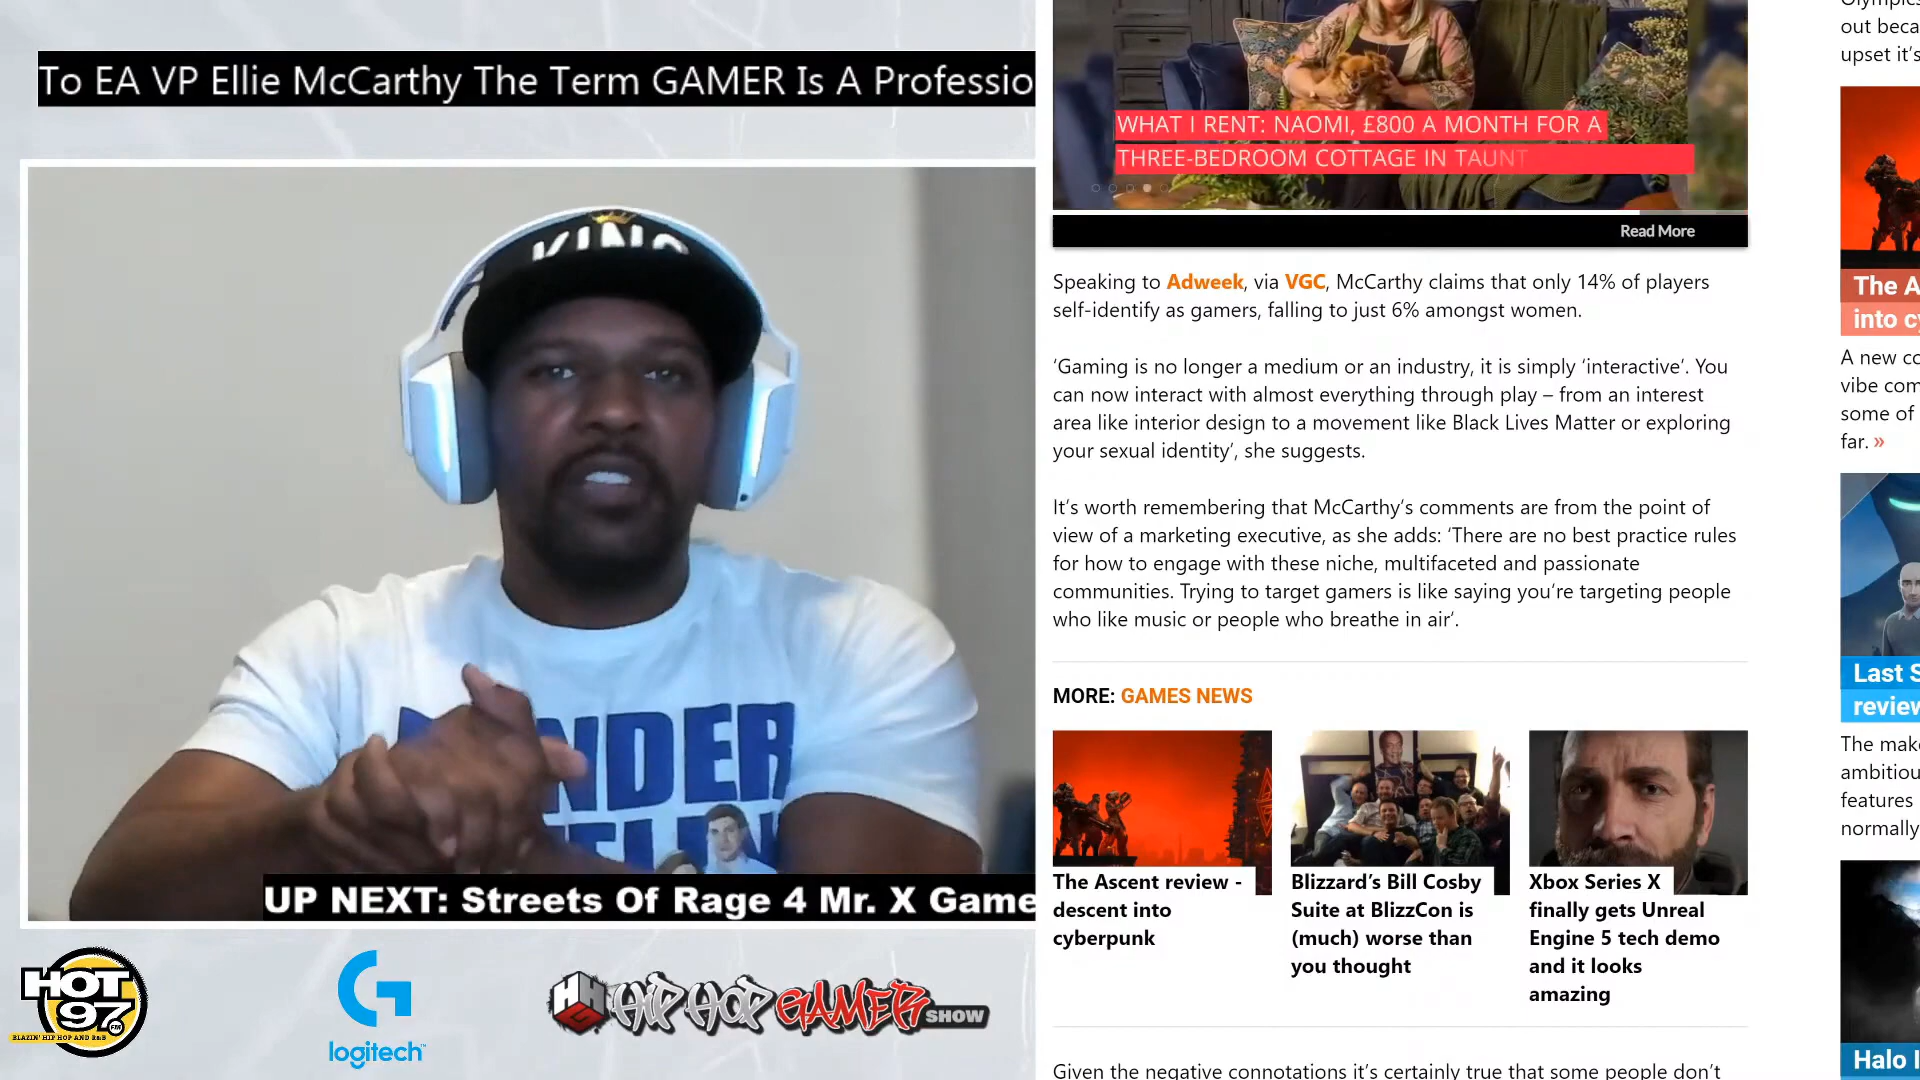 To EA VP Ellie McCarthy The Term GAMER Is A Professio
KING
UP NEXT: Streets Of Rage 4 Mr. X Game
HOT
97
FM
BLAZIN' HIP HOP AND R&B
G
logitech
HHG
HIP HOP GAMER SHOW
WHAT I RENT: NAOMI, £800 A MONTH FOR A
THREE-BEDROOM COTTAGE IN TAUNT
Read More
Speaking to Adweek, via VGC, McCarthy claims that only 14% of players
self-identify as gamers, falling to just 6% amongst women.
‘Gaming is no longer a medium or an industry, it is simply ‘interactive’. You
can now interact with almost everything through play – from an interest
area like interior design to a movement like Black Lives Matter or exploring
your sexual identity’, she suggests.
It’s worth remembering that McCarthy’s comments are from the point of
view of a marketing executive, as she adds: ‘There are no best practice rules
for how to engage with these niche, multifaceted and passionate
communities. Trying to target gamers is like saying you’re targeting people
who like music or people who breathe in air’.
MORE: GAMES NEWS
The Ascent review -
descent into
cyberpunk
Blizzard’s Bill Cosby
Suite at BlizzCon is
(much) worse than
you thought
Xbox Series X
finally gets Unreal
Engine 5 tech demo
and it looks
amazing
Given the negative connotations it’s certainly true that some people don’t
out beca
upset it’s
The A
into cy
A new co
vibe com
some of
far. »
Last S
review
The make
ambitiou
features
normally
Halo I